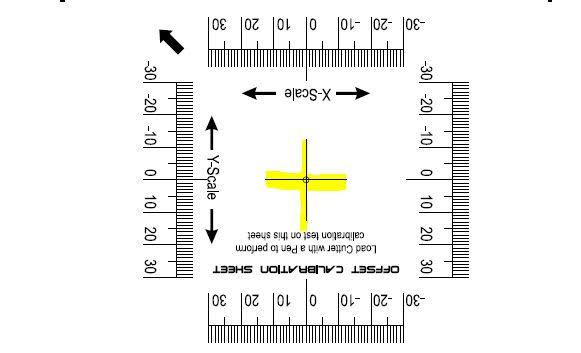 -30 -20 -10 0 10 20 30
OFFSET CALIBRATION SHEET
Load Cutter with a Pen to perform
calibration test on this sheet
-30 -20 -10 0 10 20 30
Y-Scale
-30 -20 -10 0 10 20 30
X-Scale
-30 -20 -10 0 10 20 30